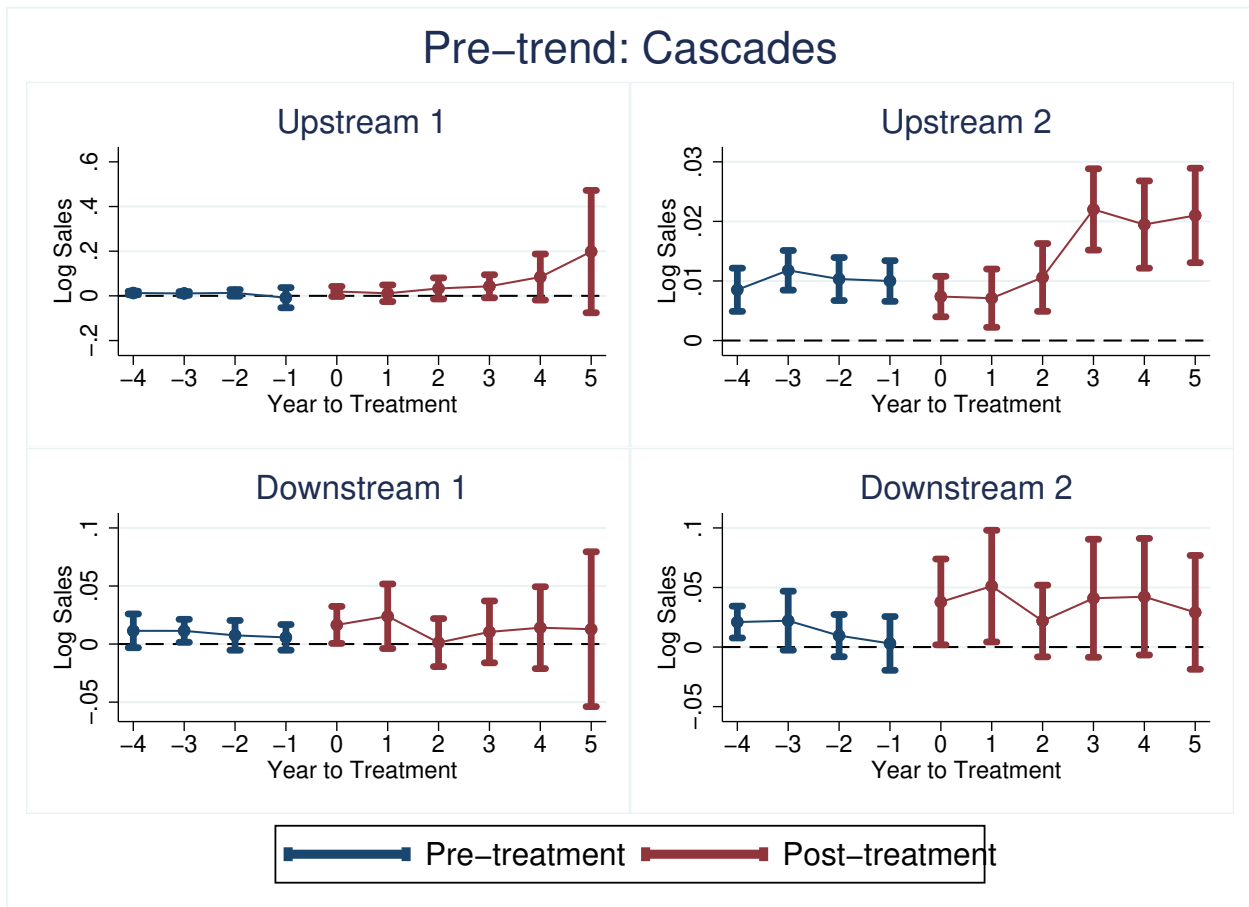 Pre−trend: Cascades
Upstream 1
Log Sales
.6
.4
.2
0
−.2
−4 −3 −2 −1 0 1 2 3 4 5
Year to Treatment
Upstream 2
Log Sales
.03
.02
.01
0
−4 −3 −2 −1 0 1 2 3 4 5
Year to Treatment
Downstream 1
Log Sales
.1
.05
0
−.05
−4 −3 −2 −1 0 1 2 3 4 5
Year to Treatment
Downstream 2
Log Sales
.1
.05
0
−.05
−4 −3 −2 −1 0 1 2 3 4 5
Year to Treatment
Pre−treatment Post−treatment